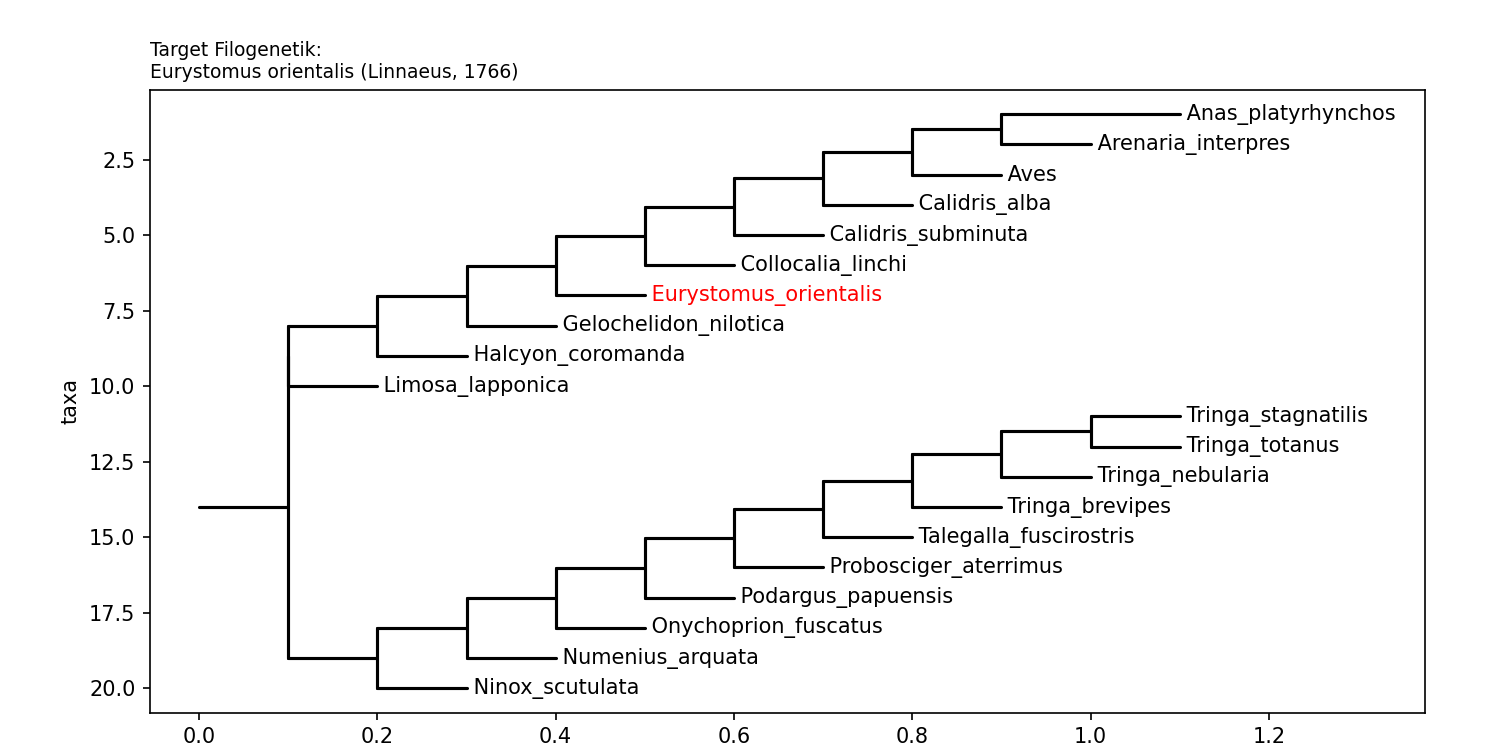 Target Filogenetik:
Eurystomus orientalis (Linnaeus, 1766)
Anas_platyrhynchos
Arenaria_interpres
2.5
Aves
Calidris_alba
5.0
Calidris_subminuta
Collocalia_linchi
Eurystomus_orientalis
7.5
Gelochelidon_nilotica
Halcyon_coromanda
taxa
10.0
Limosa_lapponica
Tringa_stagnatilis
Tringa_totanus
12.5
Tringa_nebularia
Tringa_brevipes
15.0
Talegalla_fuscirostris
Probosciger_aterrimus
Podargus_papuensis
17.5
Onychoprion_fuscatus
Numenius_arquata
20.0
Ninox_scutulata
0.0 0.2 0.4 0.6 0.8 1.0 1.2